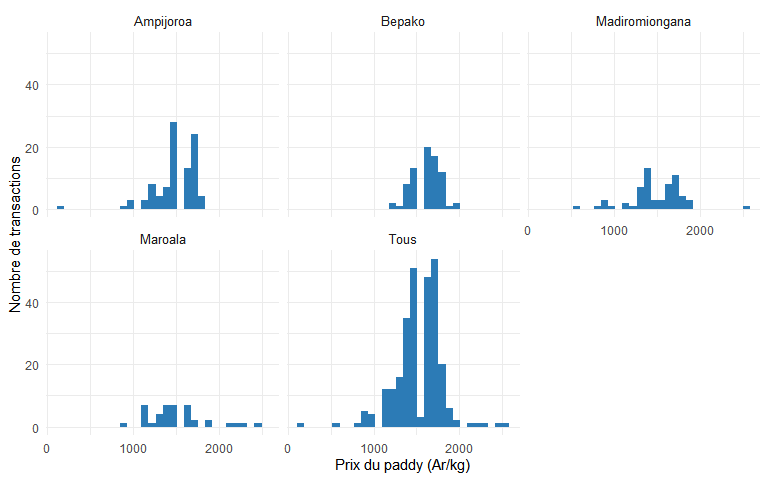 Ampijoroa
Bepako
Madiromiongana
40
20
0
0
1000
2000
Maroala
Tous
40
20
0
0
1000
2000
0
1000
2000
Prix du paddy (Ar/kg)
Nombre de transactions